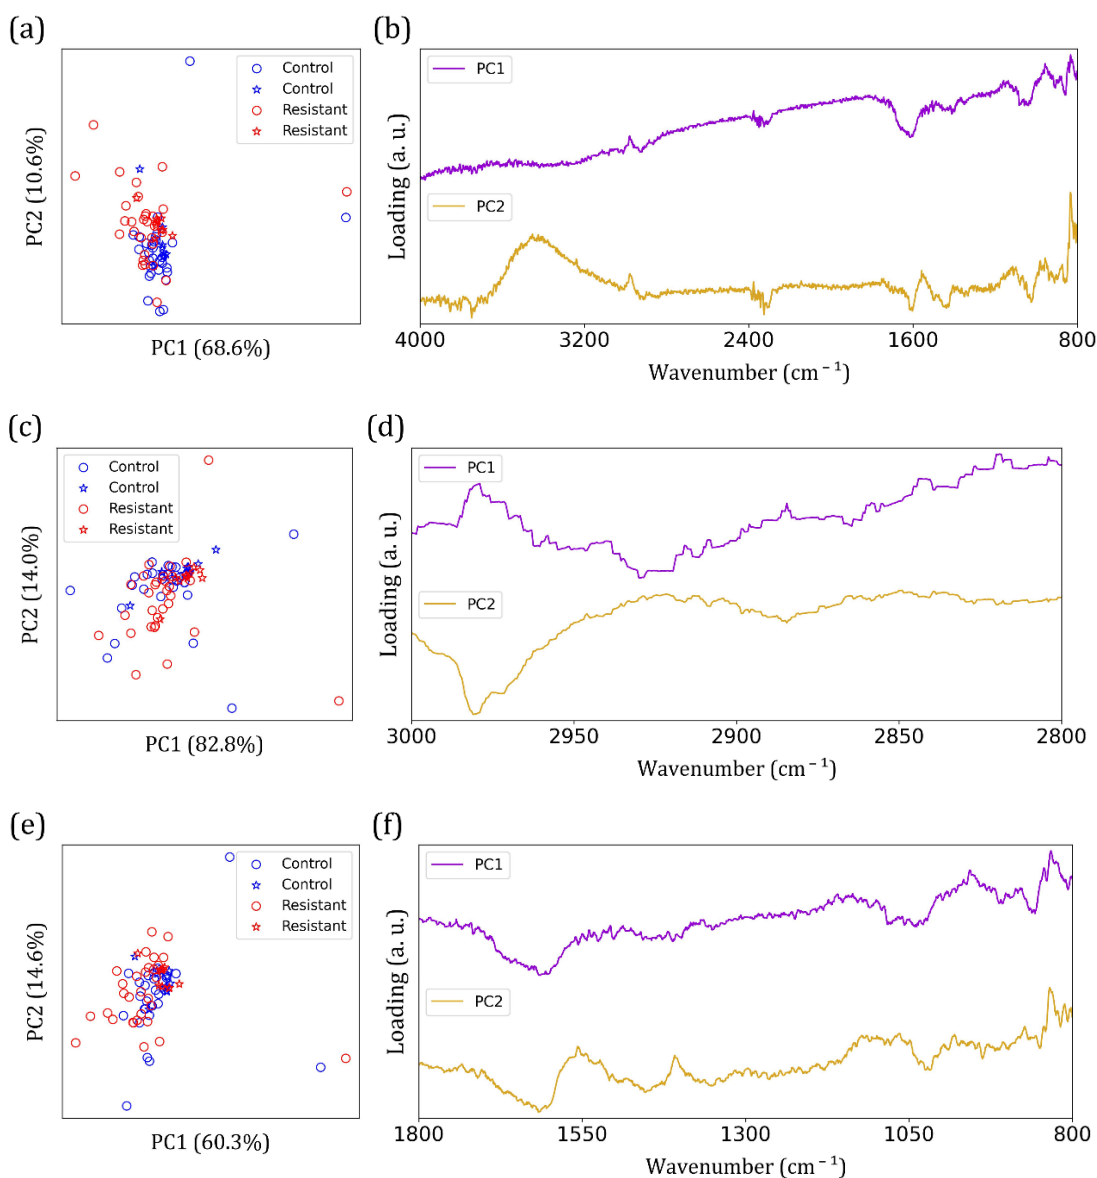 (a)
Control
Control
Resistant
Resistant
PC2 (10.6%)
PC1 (68.6%)
(b)
PC1
PC2
Loading (a. u.)
4000 3200 2400 1600 800
Wavenumber (cm⁻¹)
(c)
Control
Control
Resistant
Resistant
PC2 (14.0%)
PC1 (82.8%)
(d)
PC1
PC2
Loading (a. u.)
3000 2950 2900 2850 2800
Wavenumber (cm⁻¹)
(e)
Control
Control
Resistant
Resistant
PC2 (14.6%)
PC1 (60.3%)
(f)
PC1
PC2
Loading (a. u.)
1800 1550 1300 1050 800
Wavenumber (cm⁻¹)